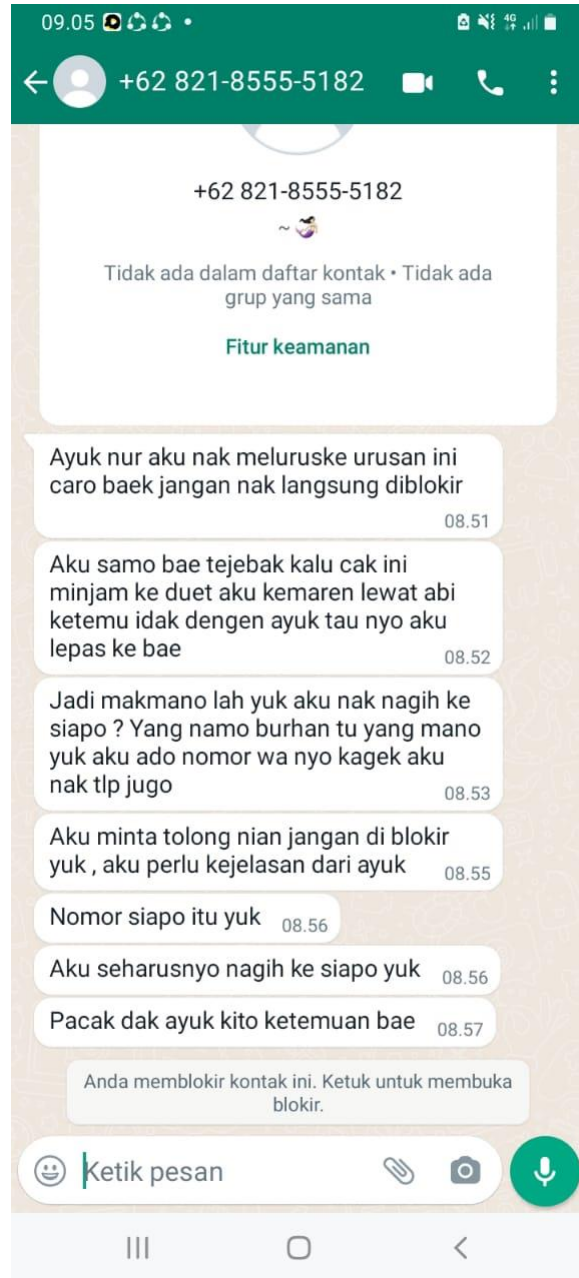 09.05
4G
+62 821-8555-5182
+62 821-8555-5182
~
Tidak ada dalam daftar kontak • Tidak ada
grup yang sama
Fitur keamanan
Ayuk nur aku nak meluruske urusan ini
caro baek jangan nak langsung diblokir
08.51
Aku samo bae tejebak kalu cak ini
minjam ke duet aku kemaren lewat abi
ketemu idak dengen ayuk tau nyo aku
lepas ke bae
08.52
Jadi makmano lah yuk aku nak nagih ke
siapo ? Yang namo burhan tu yang mano
yuk aku ado nomor wa nyo kagek aku
nak tlp jugo
08.53
Aku minta tolong nian jangan di blokir
yuk , aku perlu kejelasan dari ayuk
08.55
Nomor siapo itu yuk
08.56
Aku seharusnyo nagih ke siapo yuk
08.56
Pacak dak ayuk kito ketemuan bae
08.57
Anda memblokir kontak ini. Ketuk untuk membuka
blokir.
Ketik pesan